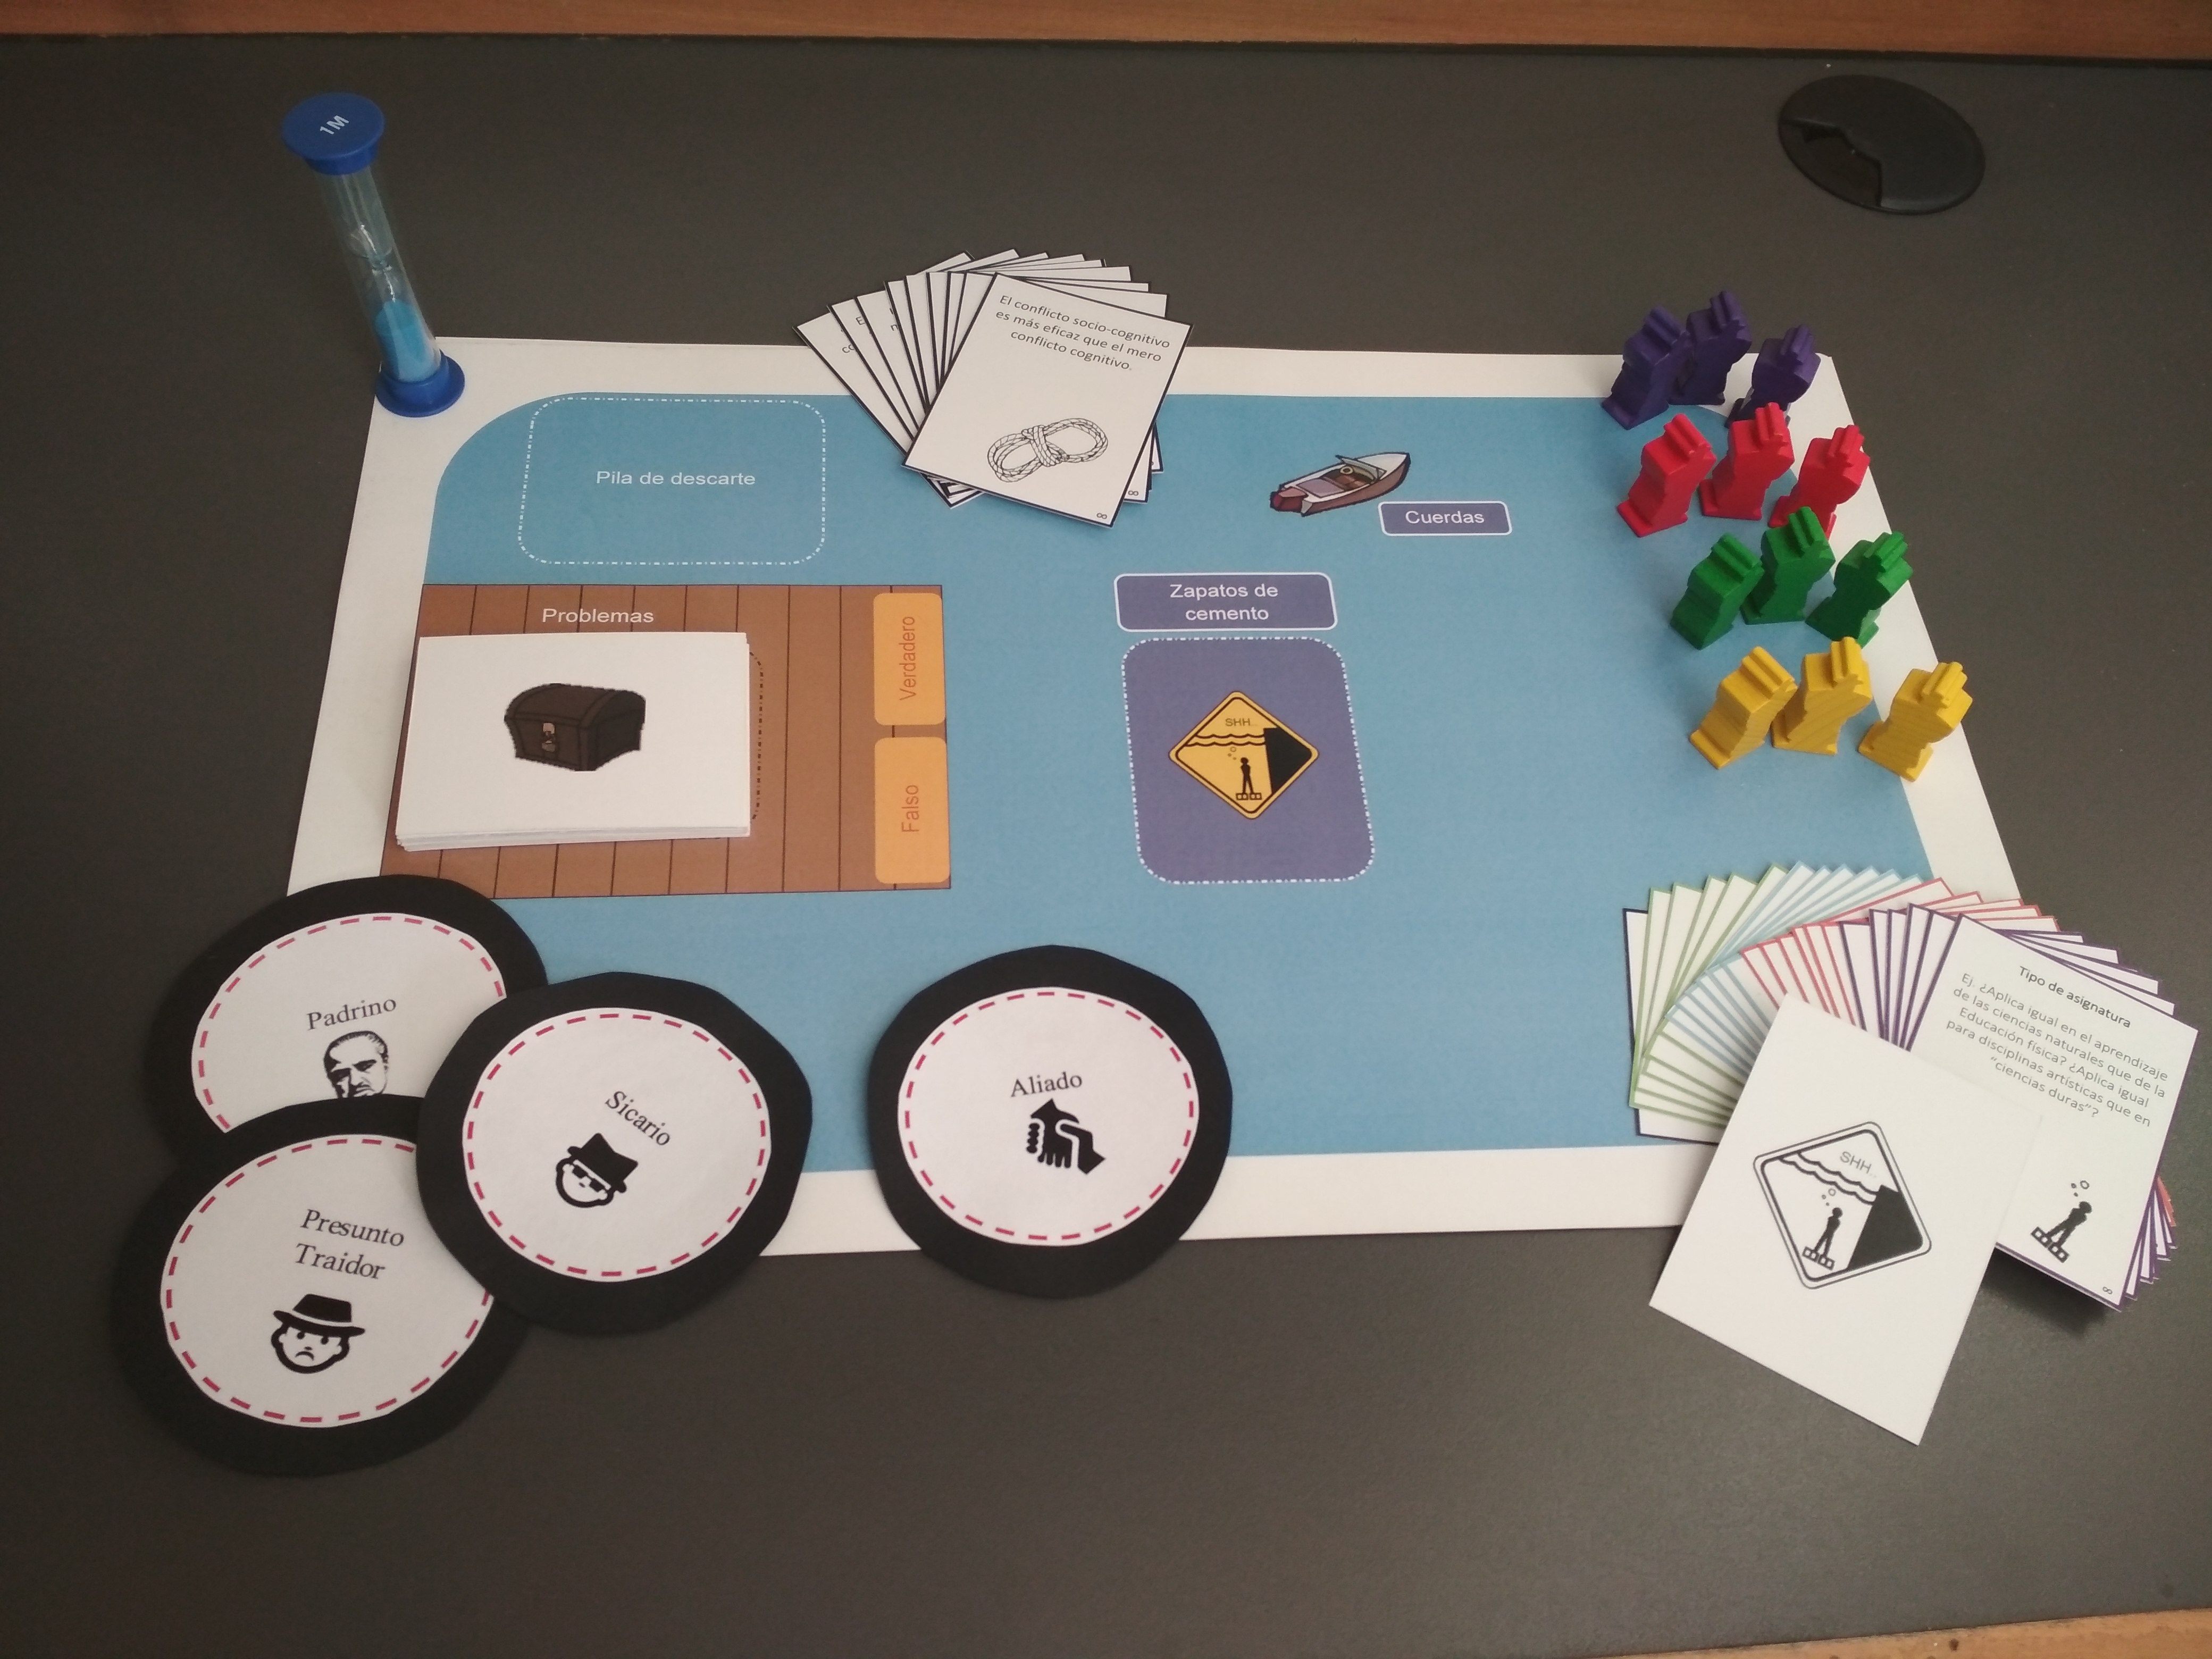 1M
El conflicto socio-cognitivo
es más eficaz que el mero
conflicto cognitivo.
8
8
Pila de descarte
Cuerdas
Zapatos de
cemento
SHH
Problemas
Verdadero
Falso
Padrino
Sicario
Aliado
Presunto
Traidor
Tipo de asignatura
Ej. ¿Aplica igual en el aprendizaje
de las ciencias naturales que de la
Educación física? ¿Aplica igual
para disciplinas artísticas que en
"ciencias duras"?
8
SHH